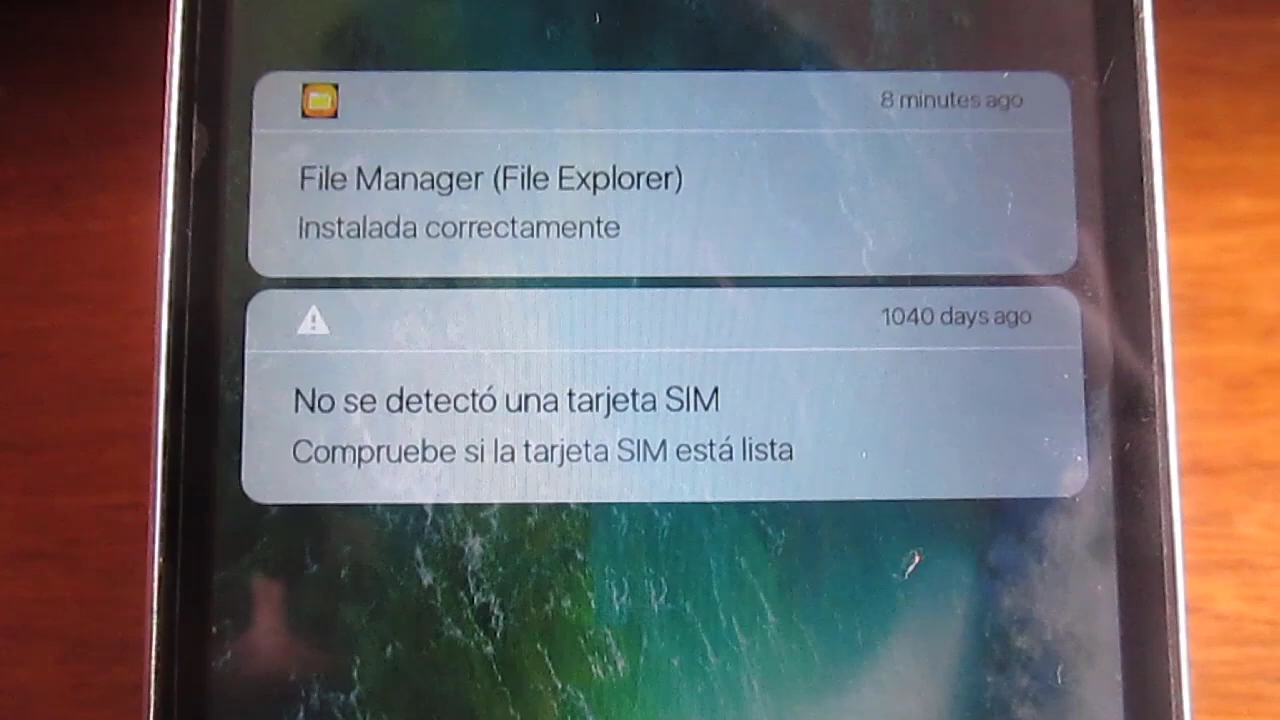 8 minutes ago
File Manager (File Explorer)
Instalada correctamente
1040 days ago
No se detectó una tarjeta SIM
Compruebe si la tarjeta SIM está lista